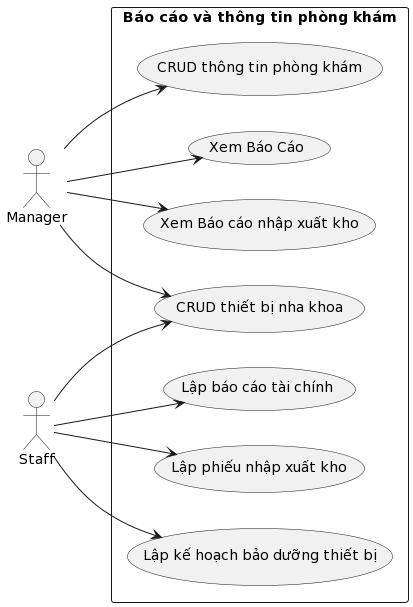 Báo cáo và thông tin phòng khám
CRUD thông tin phòng khám
Xem Báo Cáo
Manager
Xem Báo cáo nhập xuất kho
CRUD thiết bị nha khoa
Lập báo cáo tài chính
Staff
Lập phiếu nhập xuất kho
Lập kế hoạch bảo dưỡng thiết bị